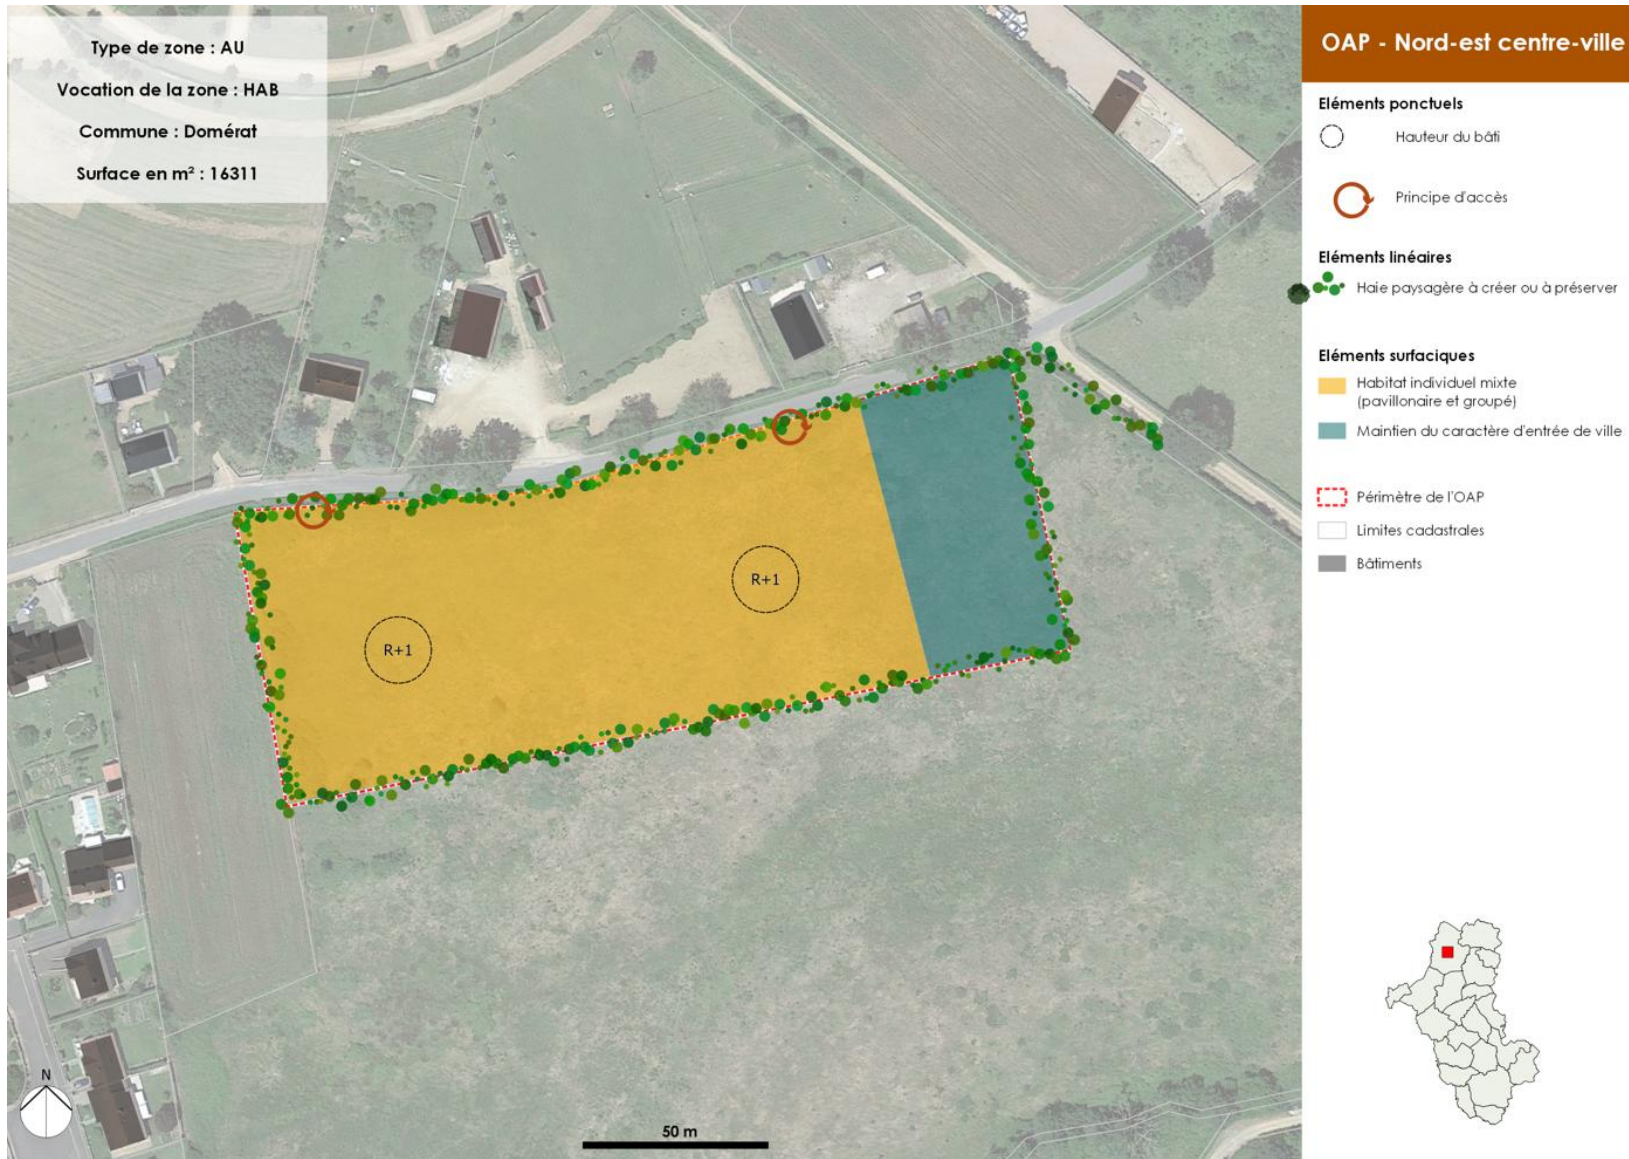 Type de zone : AU
Vocation de la zone : HAB
Commune : Domérat
Surface en m² : 16311
OAP - Nord-est centre-ville
Eléments ponctuels
Hauteur du bâti
Principe d'accès
Eléments linéaires
Haie paysagère à créer ou à préserver
Eléments surfaciques
Habitat individuel mixte
(pavillonaire et groupé)
Maintien du caractère d'entrée de ville
Périmètre de l'OAP
Limites cadastrales
Bâtiments
R+1
R+1
N
50 m